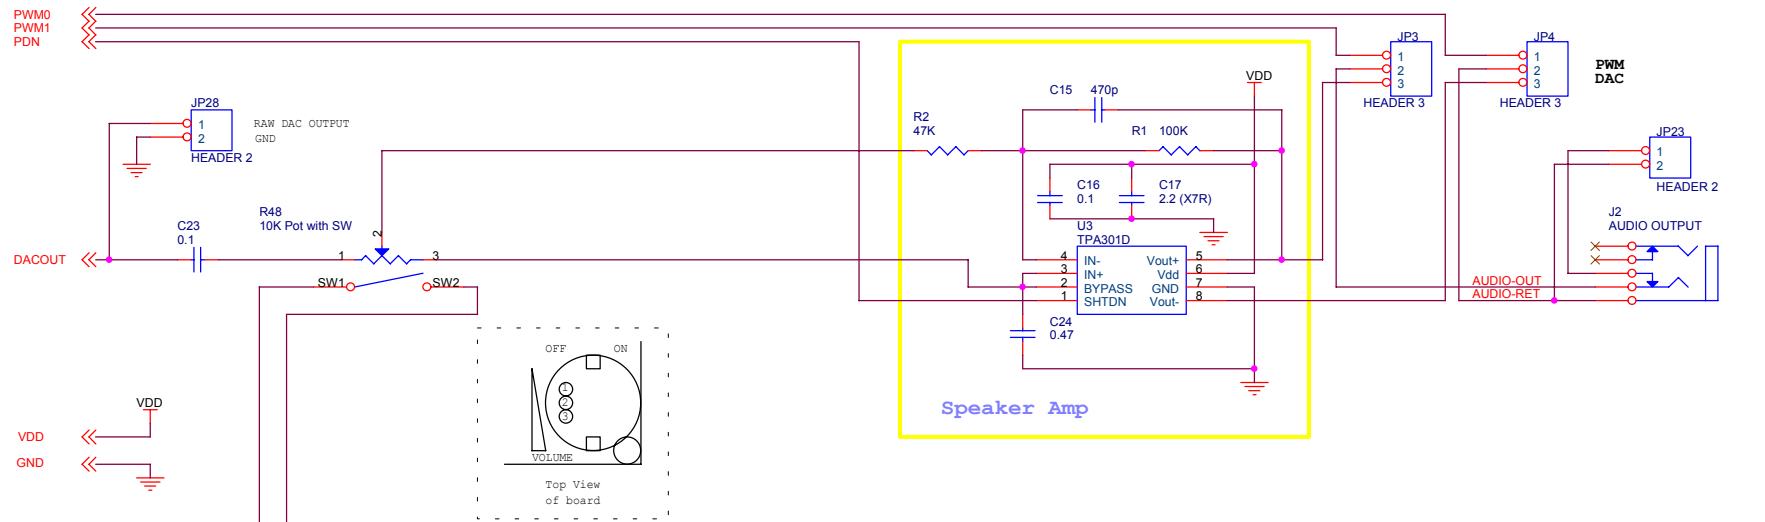 PWM0
PWM1
PDN
JP28
1
2
RAW DAC OUTPUT
GND
HEADER 2
DACOUT
C23
0.1
R48
10K Pot with SW
1
2
3
SW1
SW2
OFF
ON
1
2
3
VOLUME
Top View
of board
VDD
VDD
GND
R2
47K
C15
470p
R1
100K
VDD
C16
0.1
C17
2.2 (X7R)
U3
TPA301D
4
IN-
Vout+
5
3
IN+
Vdd
6
2
BYPASS
GND
7
1
SHTDN
Vout-
8
C24
0.47
Speaker Amp
JP3
1
2
3
HEADER 3
JP4
1
2
3
HEADER 3
PWM
DAC
JP23
1
2
HEADER 2
J2
AUDIO OUTPUT
AUDIO-OUT
AUDIO-RET